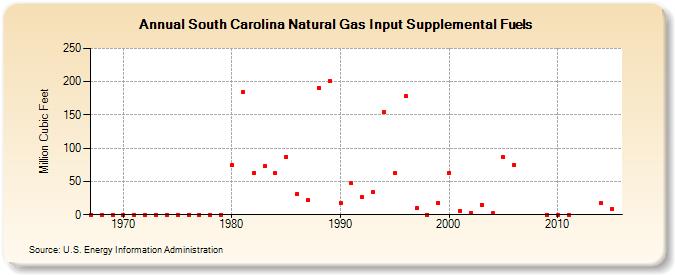 Annual South Carolina Natural Gas Input Supplemental Fuels
Million Cubic Feet
250
200
150
100
50
0
1970 1980 1990 2000 2010
Source: U.S. Energy Information Administration